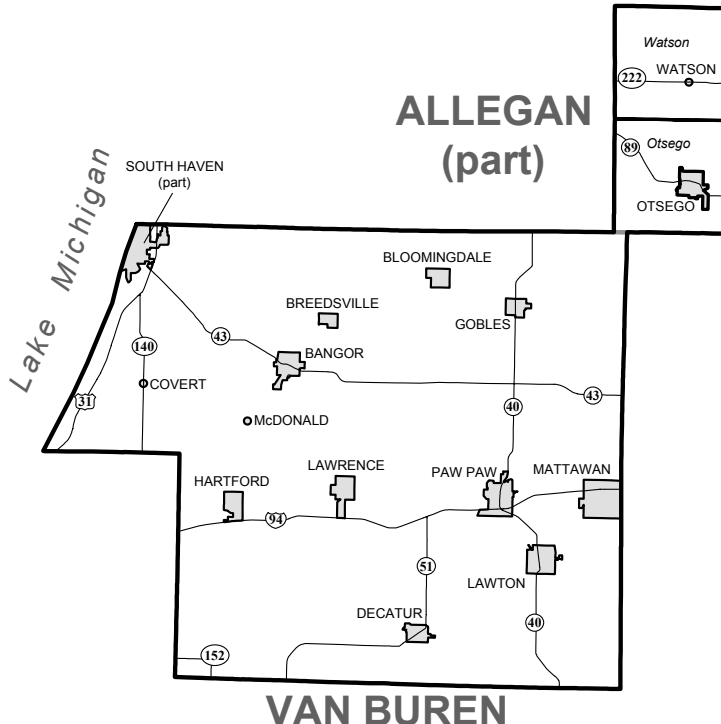 Watson
WATSON
222
ALLEGAN
(part)
89
Otsego
OTSEGO
Lake Michigan
SOUTH HAVEN
(part)
BLOOMINGDALE
BREEDSVILLE
GOBLES
43
140
BANGOR
COVERT
31
40
43
McDONALD
HARTFORD
LAWRENCE
PAW PAW
MATTAWAN
94
51
LAWTON
DECATUR
40
152
VAN BUREN